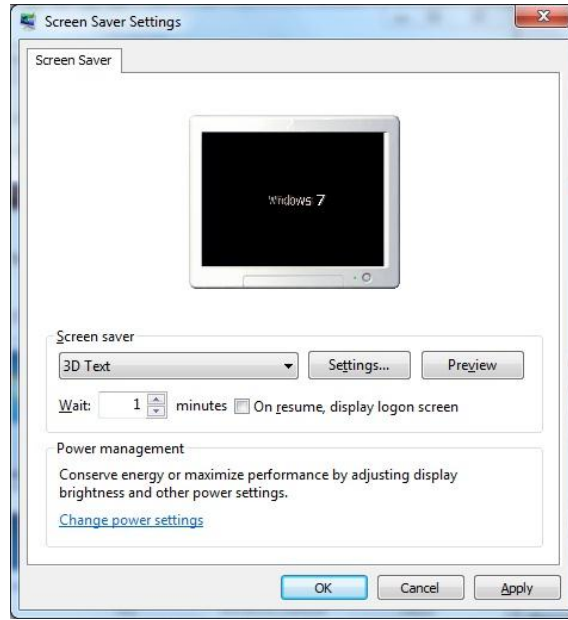 Screen Saver Settings
Screen Saver
Windows 7
Screen saver
3D Text
Settings...
Preview
Wait: 1 minutes On resume, display logon screen
Power management
Conserve energy or maximize performance by adjusting display
brightness and other power settings.
Change power settings
OK
Cancel
Apply